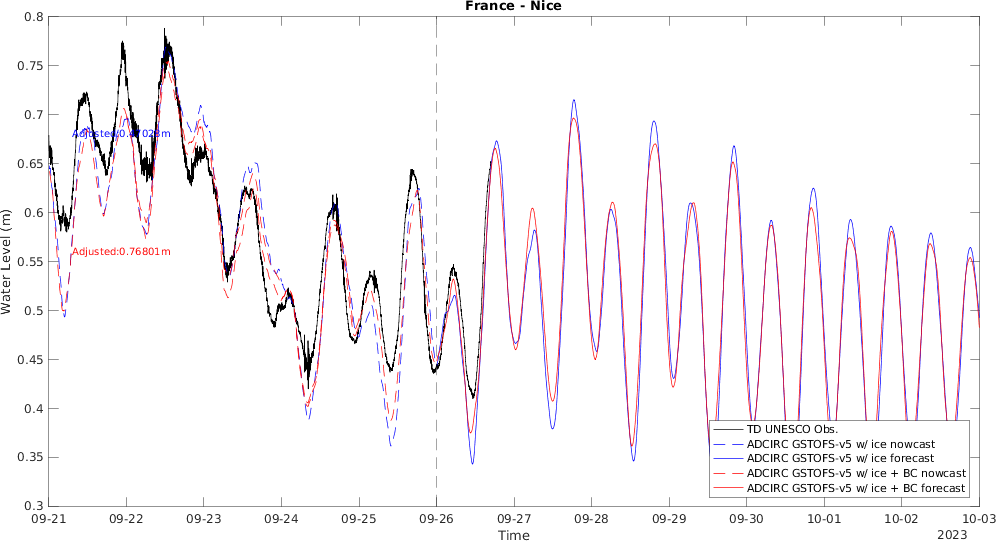 France - Nice
0.8
0.75
0.7
0.65
0.6
0.55
0.5
0.45
0.4
0.35
0.3
Water Level (m)
Adjusted:0.47023m
Adjusted:0.76801m
TD UNESCO Obs.
ADCIRC GSTOFS-v5 w/ ice nowcast
ADCIRC GSTOFS-v5 w/ ice forecast
ADCIRC GSTOFS-v5 w/ ice + BC nowcast
ADCIRC GSTOFS-v5 w/ ice + BC forecast
09-21 09-22 09-23 09-24 09-25 09-26 09-27 09-28 09-29 09-30 10-01 10-02 10-03
Time
2023